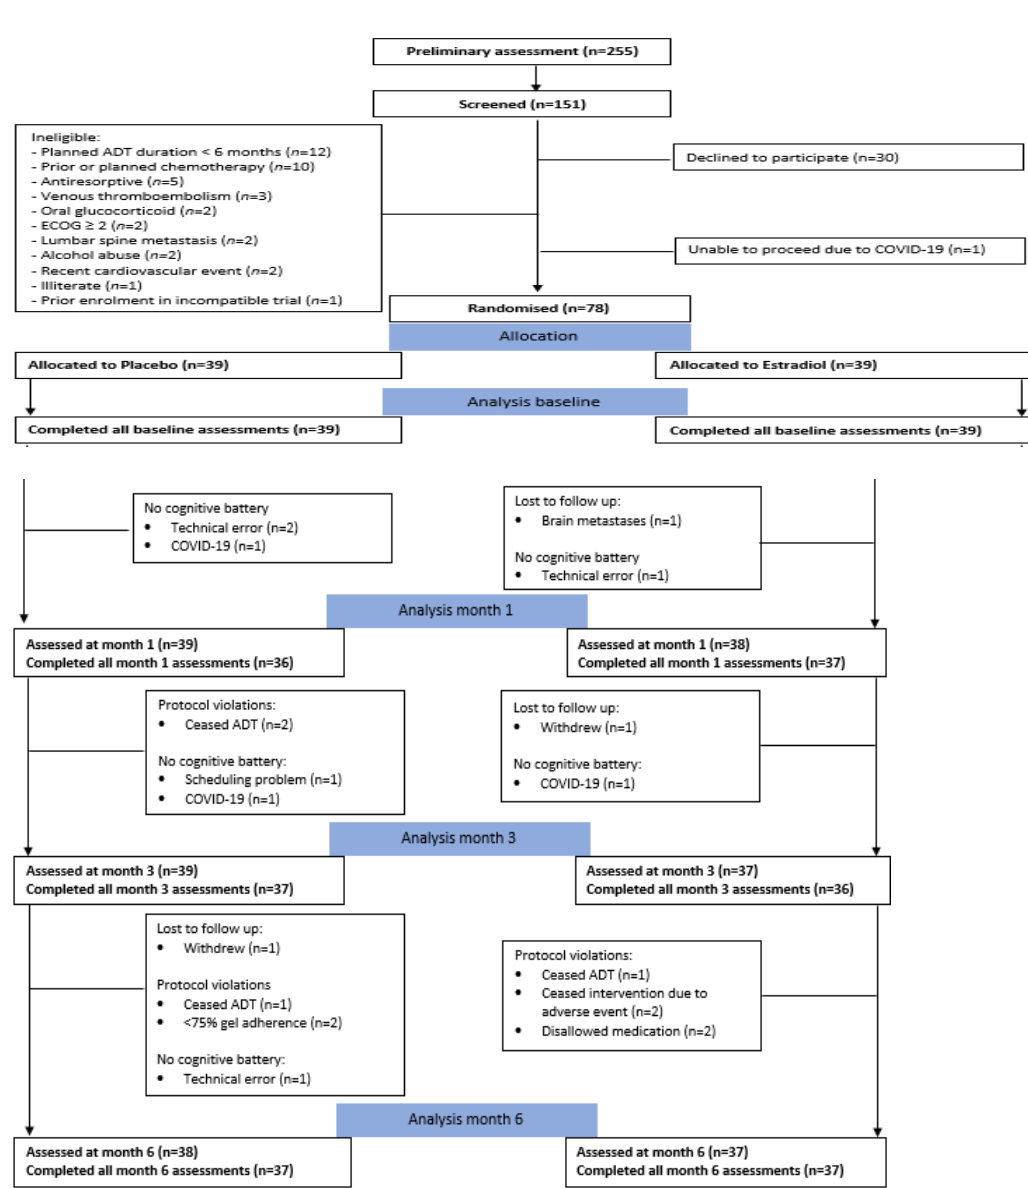 Preliminary assessment (n=255)
Screened (n=151)
Ineligible:
- Planned ADT duration < 6 months (n=12)
- Prior or planned chemotherapy (n=10)
- Antiresorptive (n=5)
- Venous thromboembolism (n=3)
- Oral glucocorticoid (n=2)
- ECOG ≥ 2 (n=2)
- Lumbar spine metastasis (n=2)
- Alcohol abuse (n=2)
- Recent cardiovascular event (n=2)
- Illiterate (n=1)
- Prior enrolment in incompatible trial (n=1)
Declined to participate (n=30)
Unable to proceed due to COVID-19 (n=1)
Randomised (n=78)
Allocation
Allocated to Placebo (n=39)
Allocated to Estradiol (n=39)
Analysis baseline
Completed all baseline assessments (n=39)
Completed all baseline assessments (n=39)
No cognitive battery
• Technical error (n=2)
• COVID-19 (n=1)
Lost to follow up:
• Brain metastases (n=1)
No cognitive battery
• Technical error (n=1)
Analysis month 1
Assessed at month 1 (n=39)
Completed all month 1 assessments (n=36)
Assessed at month 1 (n=38)
Completed all month 1 assessments (n=37)
Protocol violations:
• Ceased ADT (n=2)
No cognitive battery:
• Scheduling problem (n=1)
• COVID-19 (n=1)
Lost to follow up:
• Withdrew (n=1)
No cognitive battery:
• COVID-19 (n=1)
Analysis month 3
Assessed at month 3 (n=39)
Completed all month 3 assessments (n=37)
Assessed at month 3 (n=37)
Completed all month 3 assessments (n=36)
Lost to follow up:
• Withdrew (n=1)
Protocol violations
• Ceased ADT (n=1)
• <75% gel adherence (n=2)
No cognitive battery:
• Technical error (n=1)
Protocol violations:
• Ceased ADT (n=1)
• Ceased intervention due to
adverse event (n=2)
• Disallowed medication (n=2)
Analysis month 6
Assessed at month 6 (n=38)
Completed all month 6 assessments (n=37)
Assessed at month 6 (n=37)
Completed all month 6 assessments (n=37)